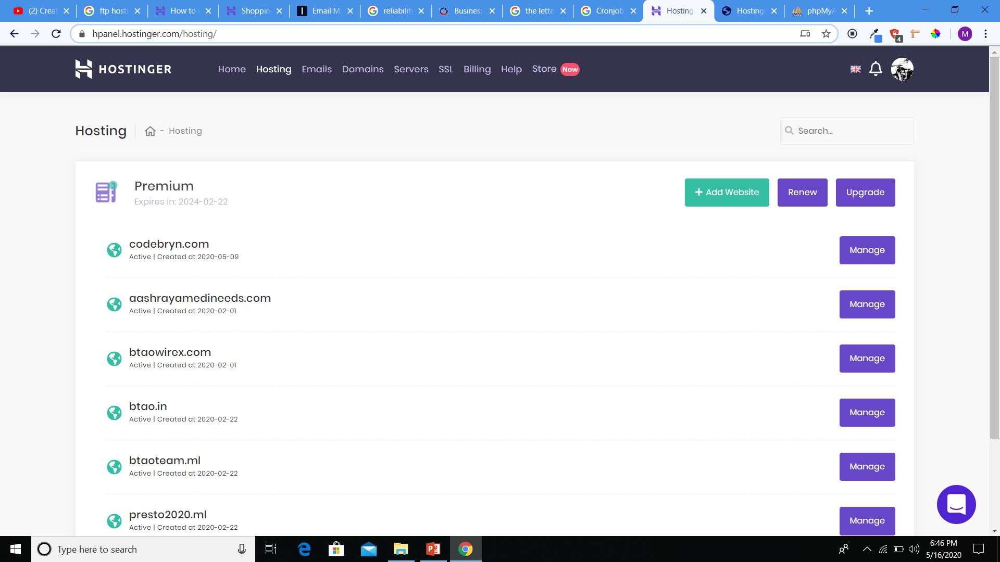 (2) Creat
ftp hosti
How to a
Shoppin
Email Ma
reliability
Business
the lette
Cronjob
Hosting
Hostinge
phpMyA
hpanel.hostinger.com/hosting/
4
M
HOSTINGER
Home
Hosting
Emails
Domains
Servers
SSL
Billing
Help
Store
New
Hosting
- Hosting
Search...
Premium
Expires in: 2024-02-22
+ Add Website
Renew
Upgrade
codebryn.com
Active | Created at 2020-05-09
Manage
aashrayamedineeds.com
Active | Created at 2020-02-01
Manage
btaowirex.com
Active | Created at 2020-02-01
Manage
btao.in
Active | Created at 2020-02-22
Manage
btaoteam.ml
Active | Created at 2020-02-22
Manage
presto2020.ml
Active | Created at 2020-02-22
Manage
Type here to search
6:46 PM
5/16/2020